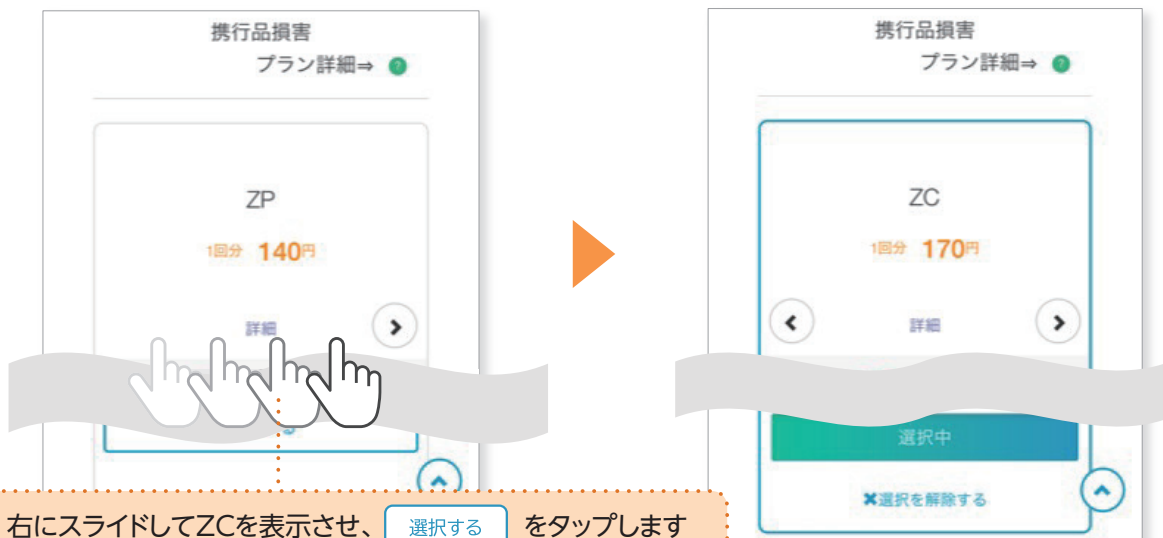 携行品損害
プラン詳細⇒ ?
ZP
1回分 140円
詳細
右にスライドしてZCを表示させ、 選択する をタップします
携行品損害
プラン詳細⇒ ?
ZC
1回分 170円
詳細
選択中
✖選択を解除する